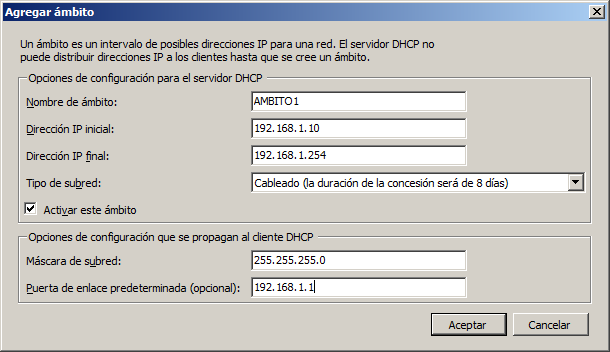 Agregar ámbito
Un ámbito es un intervalo de posibles direcciones IP para una red. El servidor DHCP no
puede distribuir direcciones IP a los clientes hasta que se cree un ámbito.
Opciones de configuración para el servidor DHCP
Nombre de ámbito: AMBITO1
Dirección IP inicial: 192.168.1.10
Dirección IP final: 192.168.1.254
Tipo de subred: Cableado (la duración de la concesión será de 8 días)
Activar este ámbito
Opciones de configuración que se propagan al cliente DHCP
Máscara de subred: 255.255.255.0
Puerta de enlace predeterminada (opcional): 192.168.1.1
Aceptar Cancelar